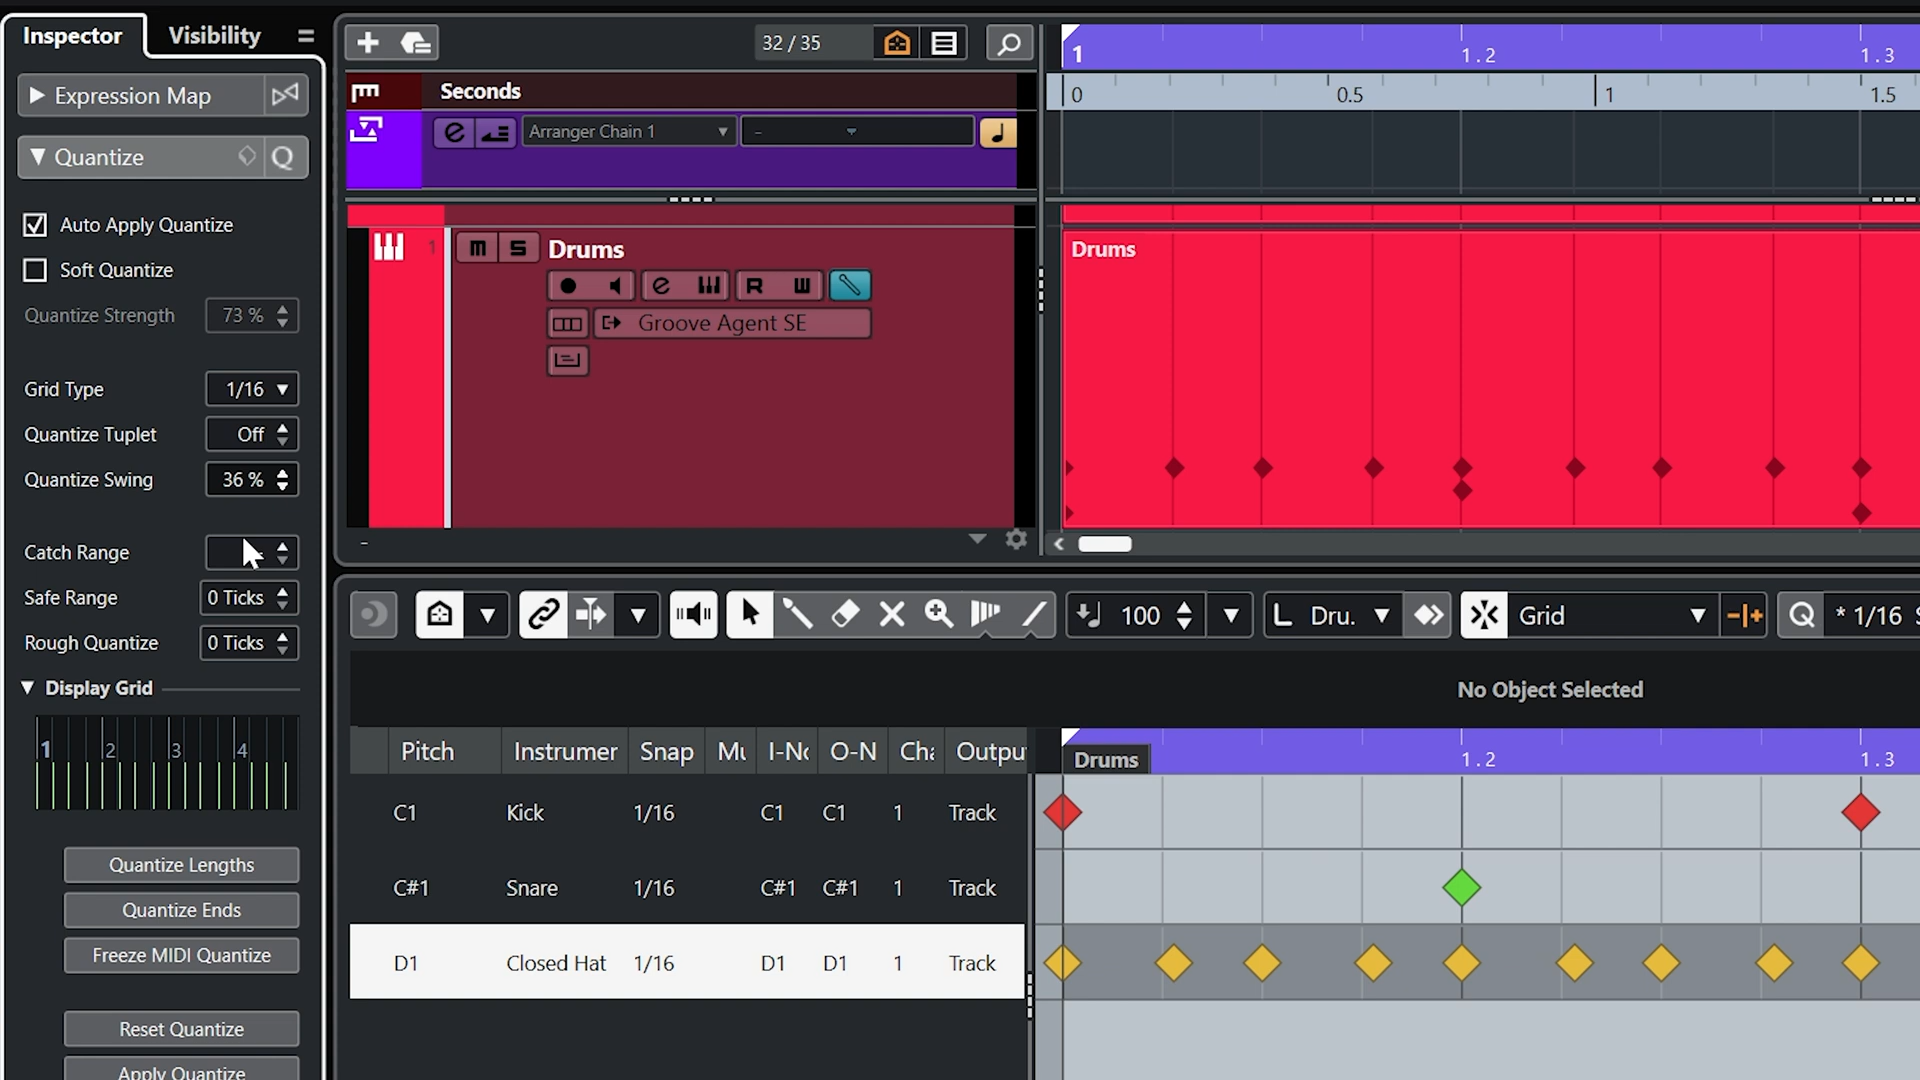 Inspector
Visibility
Expression Map
Quantize
Q
Auto Apply Quantize
Soft Quantize
Quantize Strength 73 %
Grid Type 1/16
Quantize Tuplet Off
Quantize Swing 36 %
Catch Range
Safe Range 0 Ticks
Rough Quantize 0 Ticks
Display Grid
1 2 3 4
Quantize Lengths
Quantize Ends
Freeze MIDI Quantize
Reset Quantize
Apply Quantize
32 / 35
Seconds
e Arranger Chain 1 -
1 m S Drums
e R W
Groove Agent SE
-
1 1.2 1.3
0 0.5 1 1.5
Drums
100 L Dru. Grid Q * 1/16
No Object Selected
Pitch Instrumer Snap O-N Outpu
Drums 1.2 1.3
C1 Kick 1/16 C1 C1 1 Track
C#1 Snare 1/16 C#1 C#1 1 Track
D1 Closed Hat 1/16 D1 D1 1 Track